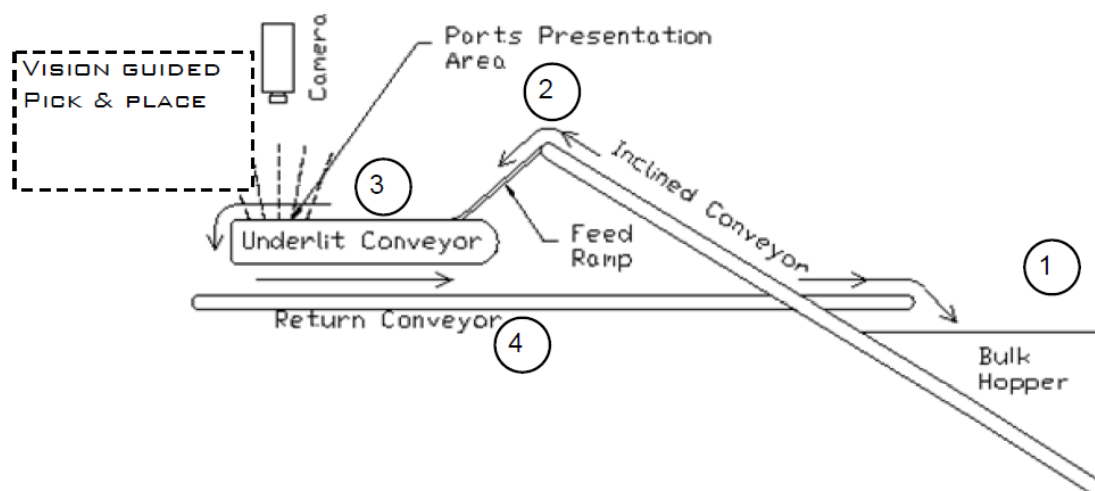 Parts Presentation
Area
Camera
VISION GUIDED
PICK & PLACE
2
Inclined Conveyor
3
Underlit Conveyor
Feed
Ramp
1
Return Conveyor
4
Bulk
Hopper